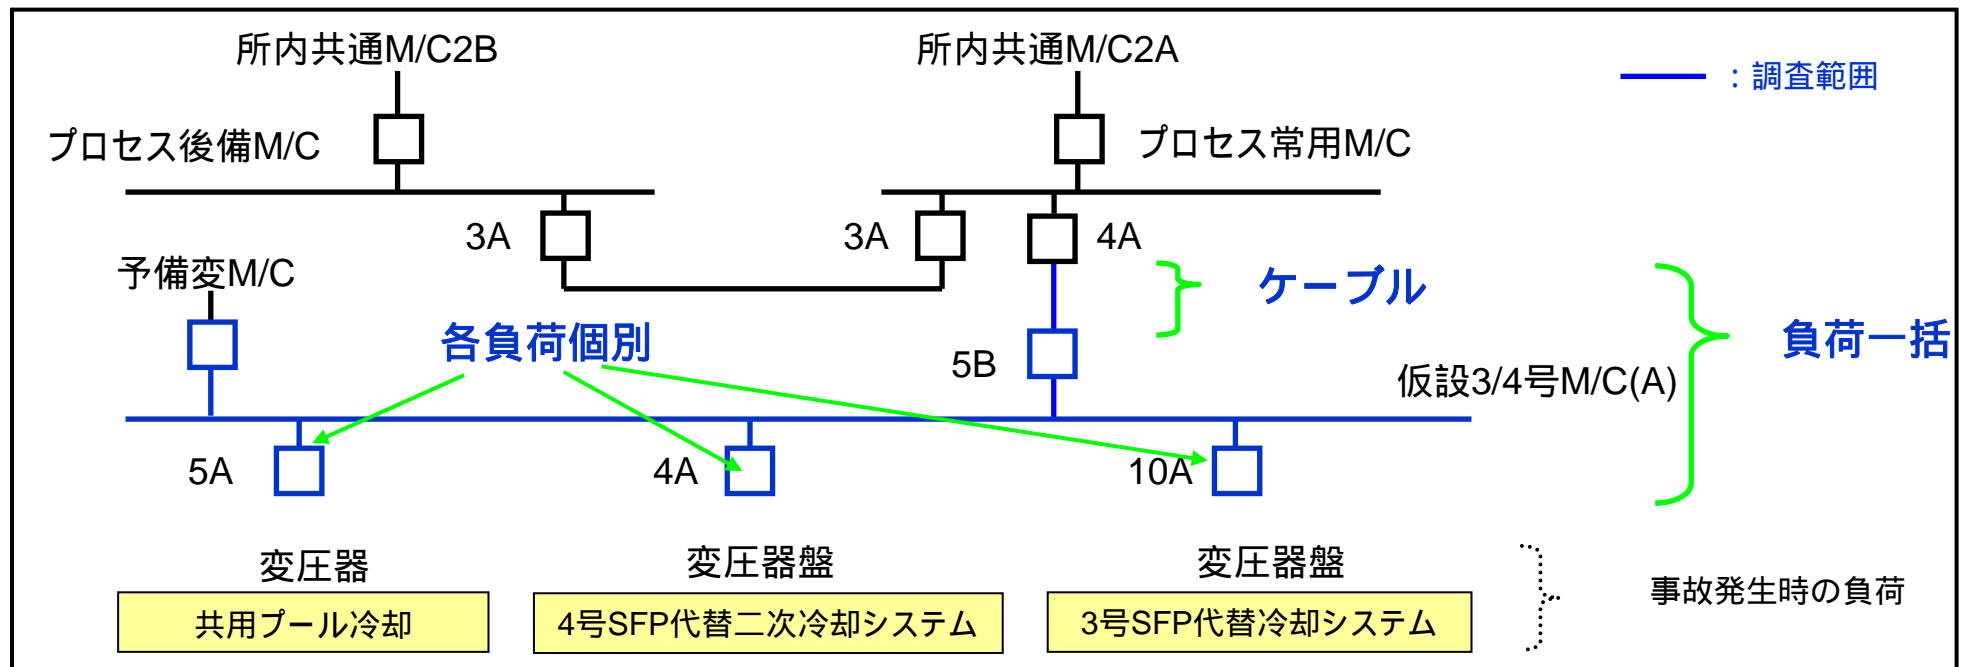 所内共通M/C2B
所内共通M/C2A
：調査範囲
プロセス後備M/C
プロセス常用M/C
3A
3A
4A
予備変M/C
ケーブル
各負荷個別
5B
負荷一括
仮設3/4号M/C(A)
5A
4A
10A
変圧器
変圧器盤
変圧器盤
事故発生時の負荷
共用プール冷却
4号SFP代替二次冷却システム
3号SFP代替冷却システム